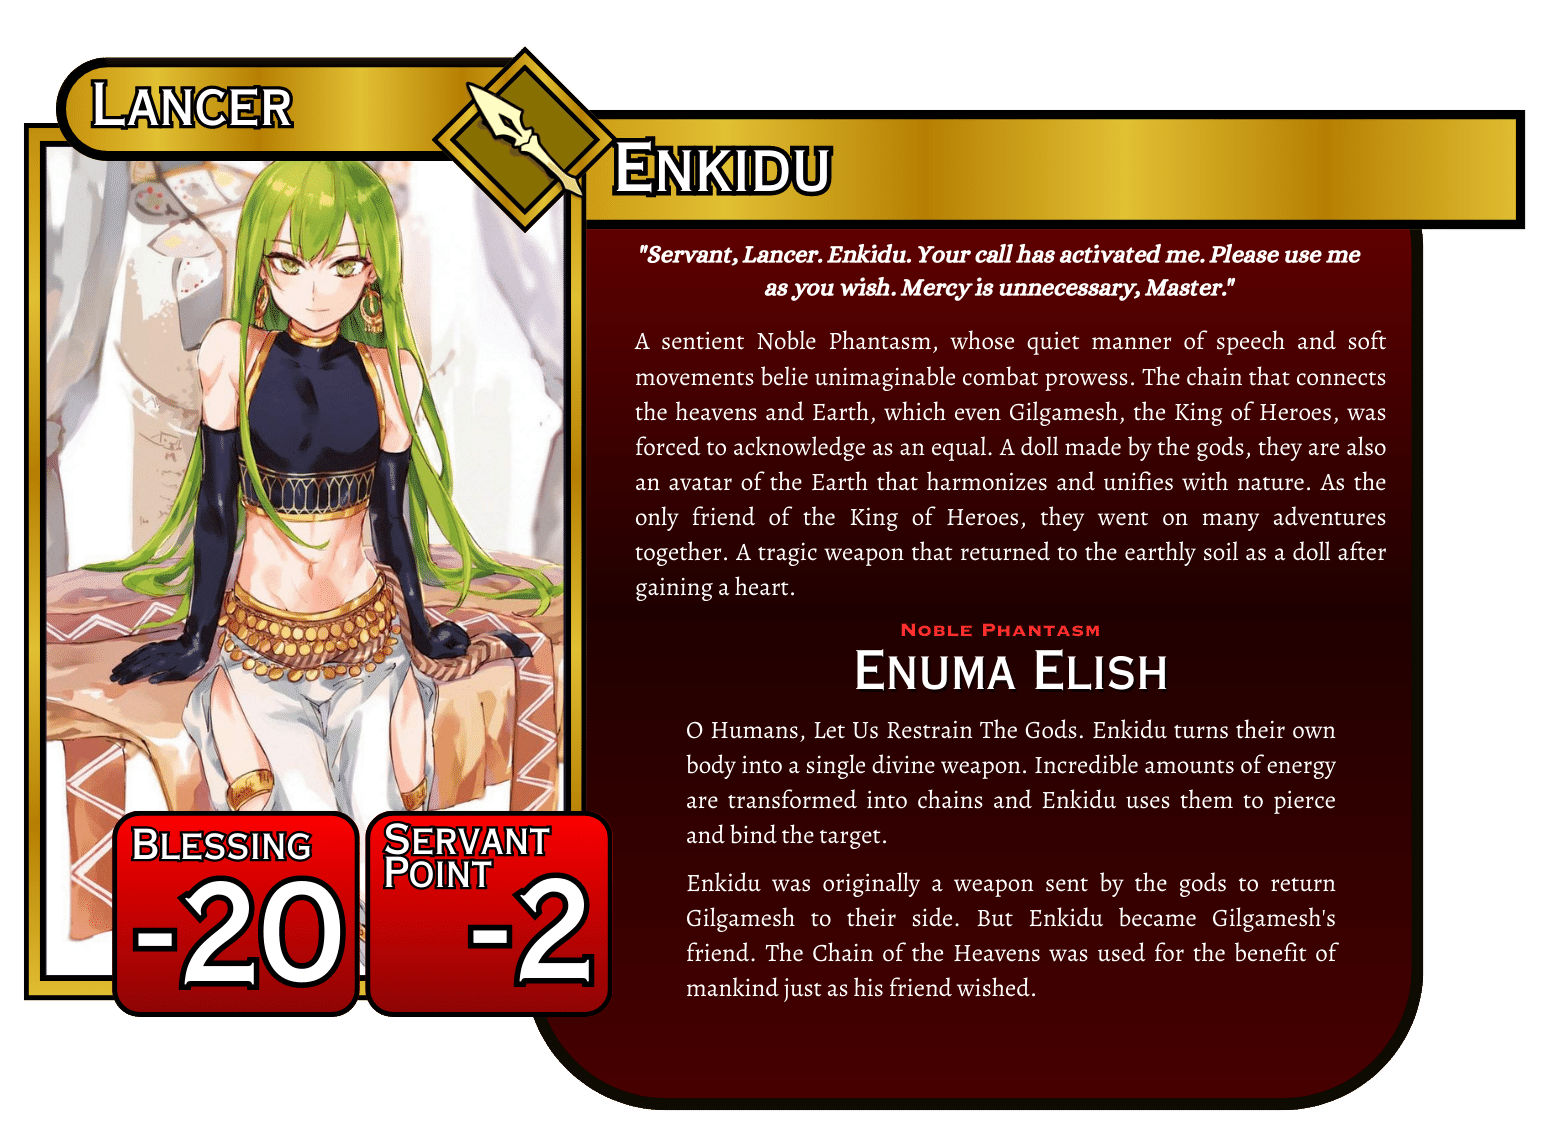 Lancer
Enkidu
"Servant, Lancer. Enkidu. Your call has activated me. Please use me
as you wish. Mercy is unnecessary, Master."
A sentient Noble Phantasm, whose quiet manner of speech and soft
movements belie unimaginable combat prowess. The chain that connects
the heavens and Earth, which even Gilgamesh, the King of Heroes, was
forced to acknowledge as an equal. A doll made by the gods, they are also
an avatar of the Earth that harmonizes and unifies with nature. As the
only friend of the King of Heroes, they went on many adventures
together. A tragic weapon that returned to the earthly soil as a doll after
gaining a heart.
Noble Phantasm
Enuma Elish
O Humans, Let Us Restrain The Gods. Enkidu turns their own
body into a single divine weapon. Incredible amounts of energy
are transformed into chains and Enkidu uses them to pierce
and bind the target.
Enkidu was originally a weapon sent by the gods to return
Gilgamesh to their side. But Enkidu became Gilgamesh's
friend. The Chain of the Heavens was used for the benefit of
mankind just as his friend wished.
Blessing
-20
Servant
Point
-2